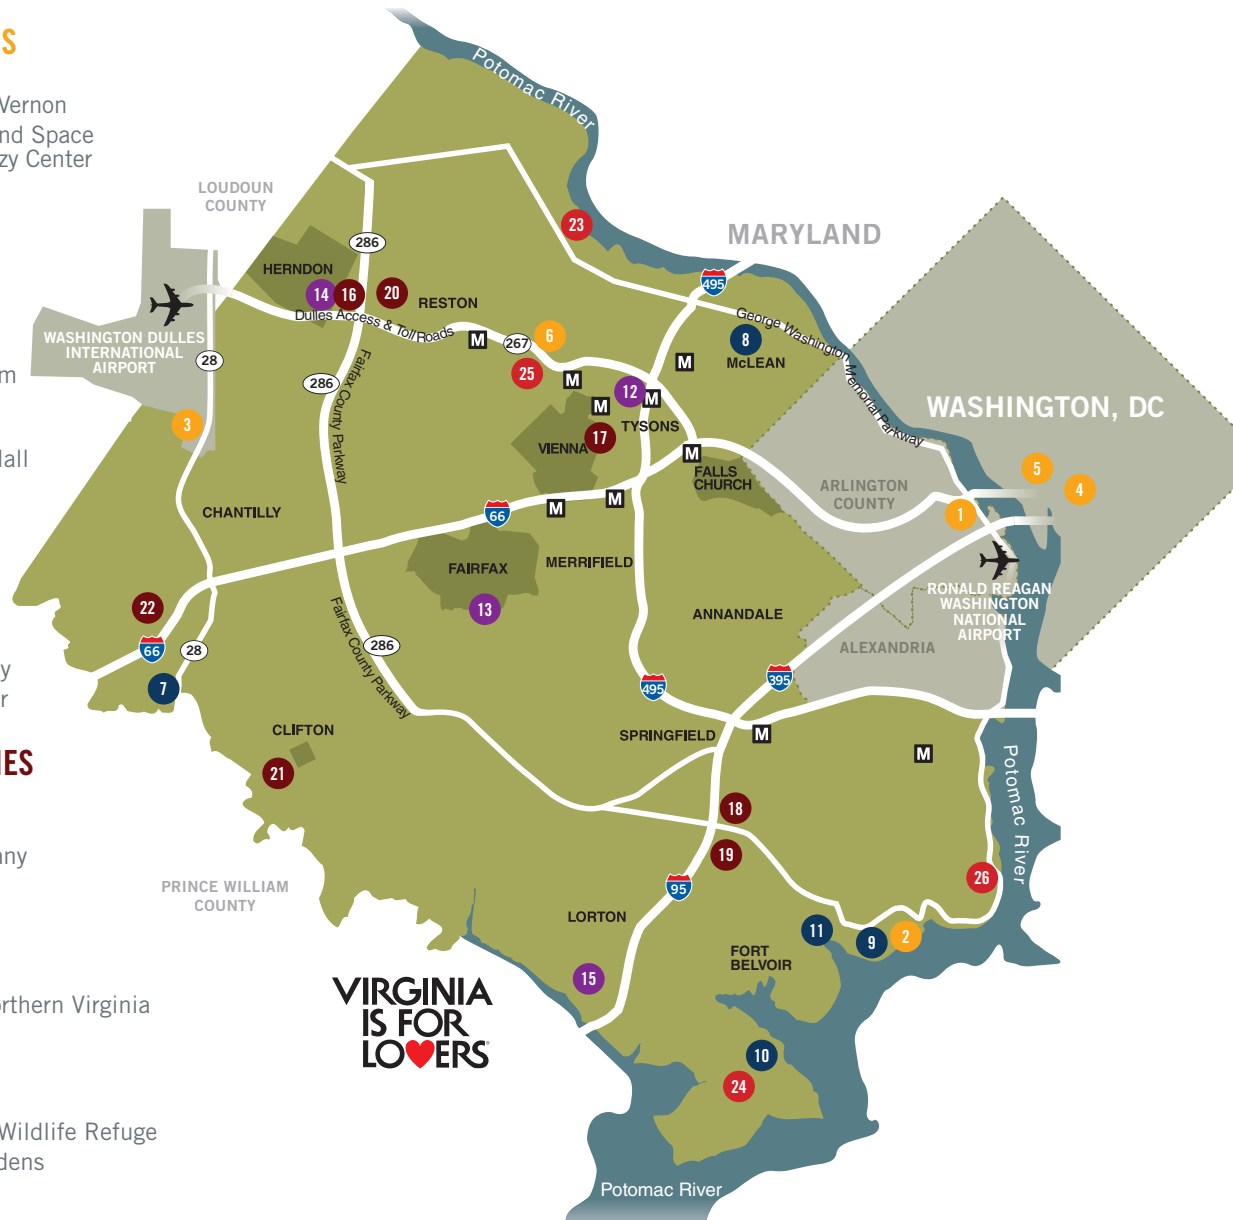 S
Vernon
nd Space
zy Center
m
Hall
y
r
IES
any
orthern Virginia
Wildlife Refuge
dens
Potomac River
LOUDOUN
COUNTY
MARYLAND
23
286
495
HERNDON
14
16
20
RESTON
Dulles Access & Toll Roads
George Washington Memorial Parkway
WASHINGTON DULLES
INTERNATIONAL
AIRPORT
28
M
267
6
8
McLEAN
M
25
M
12
M
286
Fairfax County Parkway
M
TYSONS
WASHINGTON, DC
3
17
VIENNA
M
FALLS
CHURCH
5
4
ARLINGTON
COUNTY
1
CHANTILLY
66
M
M
FAIRFAX
MERRIFIELD
13
RONALD REAGAN
WASHINGTON
NATIONAL
AIRPORT
22
ANNANDALE
Fairfax County Parkway
286
ALEXANDRIA
66
28
7
495
395
CLIFTON
SPRINGFIELD
M
M
21
Potomac River
18
19
26
PRINCE WILLIAM
COUNTY
95
LORTON
11
9
2
FORT
BELVOIR
15
VIRGINIA
IS FOR
LOVERS
10
24
Potomac River